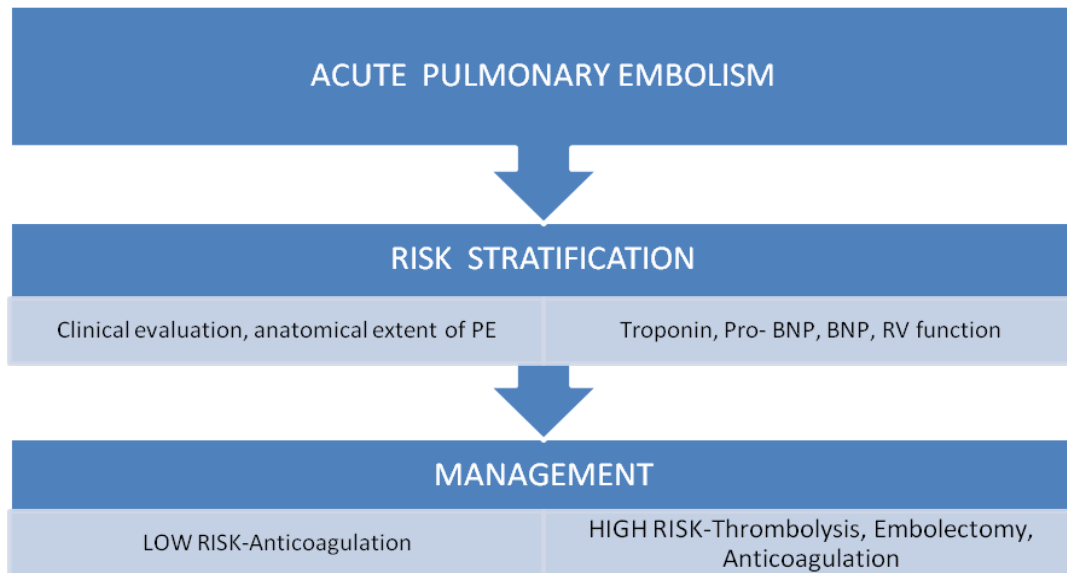 ACUTE PULMONARY EMBOLISM
RISK STRATIFICATION
Clinical evaluation, anatomical extent of PE
Troponin, Pro- BNP, BNP, RV function
MANAGEMENT
LOW RISK-Anticoagulation
HIGH RISK-Thrombolysis, Embolectomy,
Anticoagulation